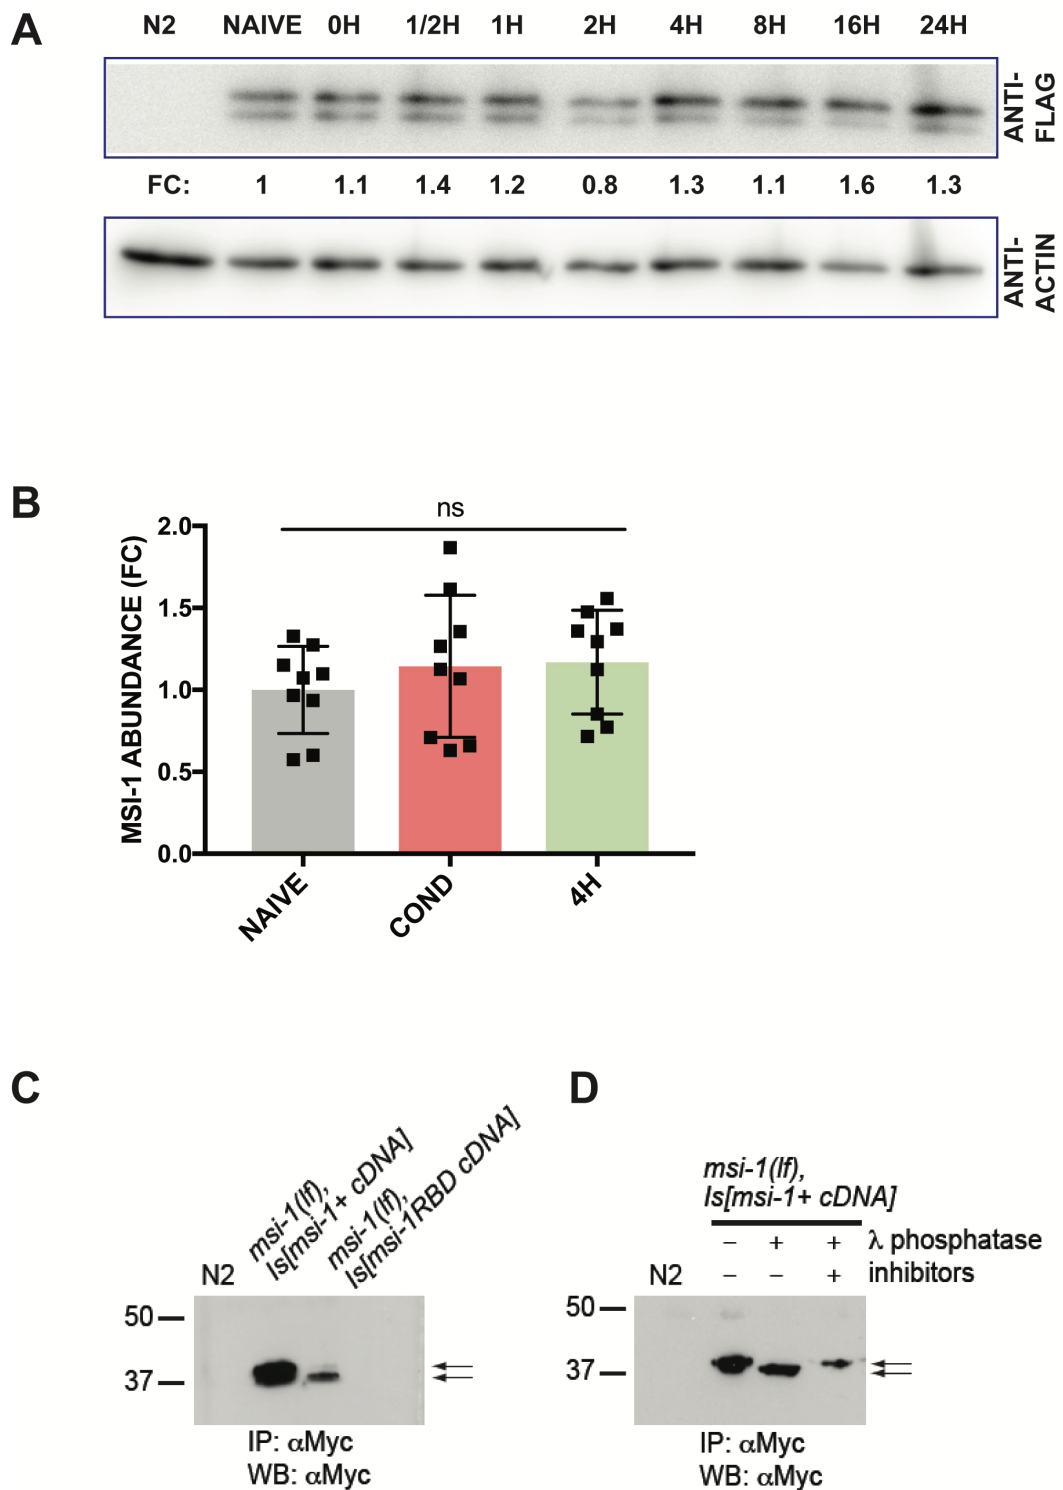 A
N2 NAIVE 0H 1/2H 1H 2H 4H 8H 16H 24H
ANTI-
FLAG
FC: 1 1.1 1.4 1.2 0.8 1.3 1.1 1.6 1.3
ANTI-
ACTIN
B
ns
MSI-1 ABUNDANCE (FC)
2.0
1.5
1.0
0.5
0.0
NAIVE COND 4H
C
N2
msi-1(lf),
Is[msi-1+ cDNA]
msi-1(lf),
Is[msi-1RBD cDNA]
50
37
IP: αMyc
WB: αMyc
D
msi-1(lf),
Is[msi-1+ cDNA]
– + + λ phosphatase
N2 – – + inhibitors
50
37
IP: αMyc
WB: αMyc